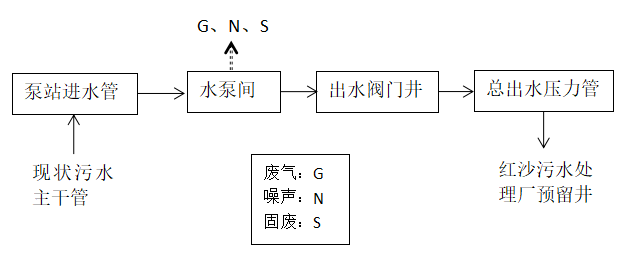 G、N、S
泵站进水管
水泵间
出水阀门井
总出水压力管
现状污水
主干管
废气：G
噪声：N
固废：S
红沙污水处
理厂预留井